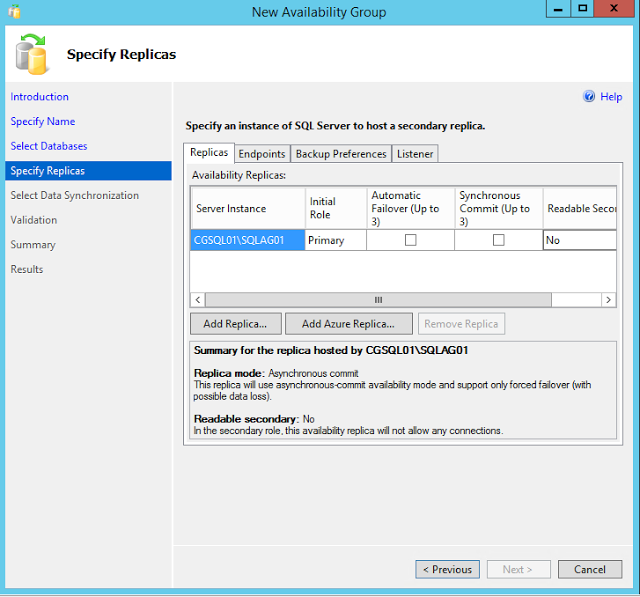 New Availability Group
Specify Replicas
Introduction
Specify Name
Select Databases
Specify Replicas
Select Data Synchronization
Validation
Summary
Results
Help
Specify an instance of SQL Server to host a secondary replica.
Replicas Endpoints Backup Preferences Listener
Availability Replicas:
Server Instance
Initial
Role
Automatic
Failover (Up to
3)
Synchronous
Commit (Up to
3)
Readable Secon
CGSQL01\SQLAG01 Primary No
Add Replica... Add Azure Replica... Remove Replica
Summary for the replica hosted by CGSQL01\SQLAG01
Replica mode: Asynchronous commit
This replica will use asynchronous-commit availability mode and support only forced failover (with
possible data loss).
Readable secondary: No
In the secondary role, this availability replica will not allow any connections.
< Previous Next > Cancel